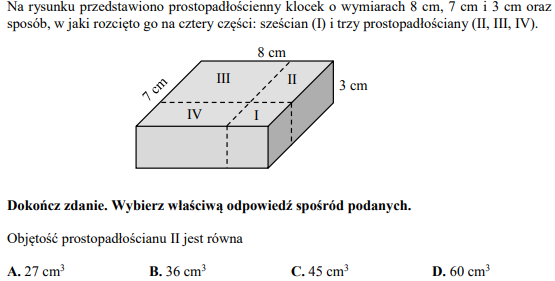 Na rysunku przedstawiono prostopadłościenny klocek o wymiarach 8 cm, 7 cm i 3 cm oraz
sposób, w jaki rozcięto go na cztery części: sześcian (I) i trzy prostopadłościany (II, III, IV).
8 cm
7 cm
III
II
3 cm
IV
I
Dokończ zdanie. Wybierz właściwą odpowiedź spośród podanych.
Objętość prostopadłościanu II jest równa
A. 27 cm³ B. 36 cm³ C. 45 cm³ D. 60 cm³